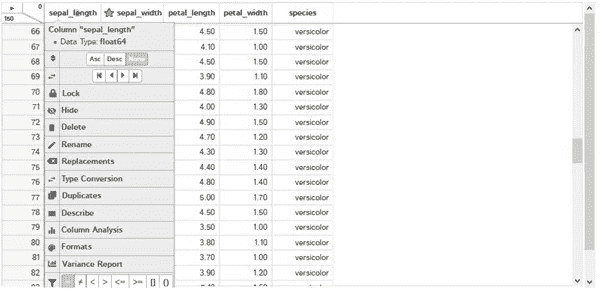 0
160
sepal_length sepal_width petal_length petal_width species
Column "sepal_length"
Data Type: float64
Asc Desc None
Lock
Hide
Delete
Rename
Replacements
Type Conversion
Duplicates
Describe
Column Analysis
Formats
Variance Report
≠ < > <= >= [] ()
66 4.50 1.50 versicolor
67 4.10 1.00 versicolor
68 4.50 1.50 versicolor
69 3.90 1.10 versicolor
70 4.80 1.80 versicolor
71 4.00 1.30 versicolor
72 4.90 1.50 versicolor
73 4.70 1.20 versicolor
74 4.30 1.30 versicolor
75 4.40 1.40 versicolor
76 4.80 1.40 versicolor
77 5.00 1.70 versicolor
78 4.50 1.50 versicolor
79 3.50 1.00 versicolor
80 3.80 1.10 versicolor
81 3.70 1.00 versicolor
82 3.90 1.20 versicolor